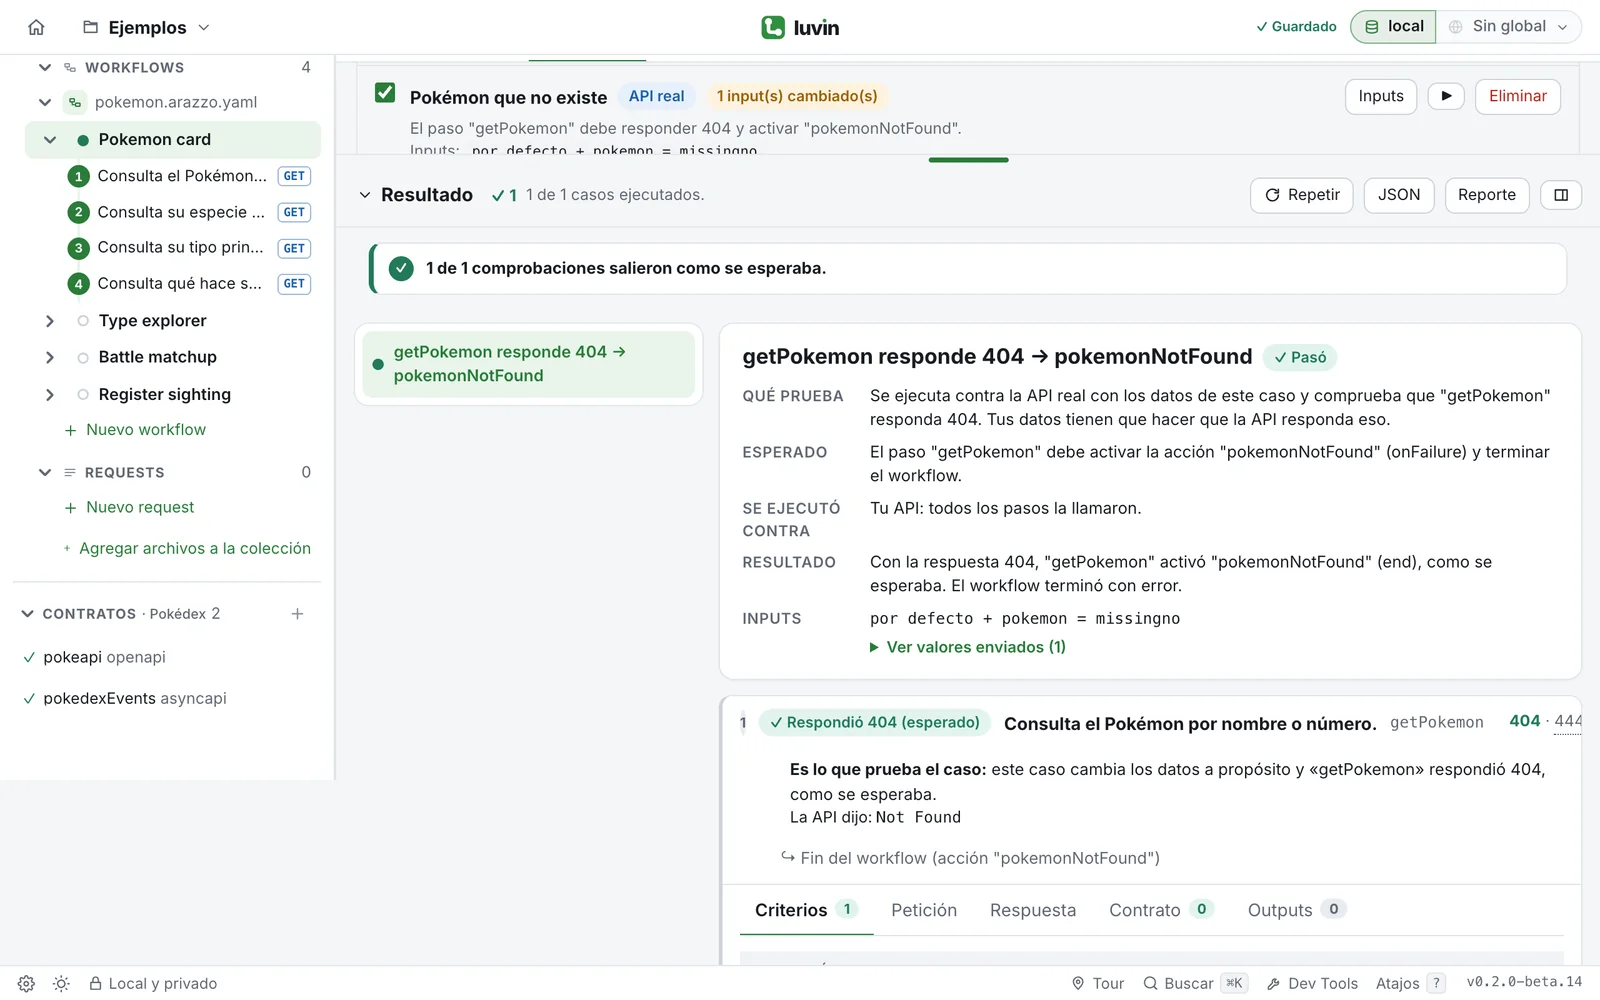 Ejemplos
luvin
Guardado
local
Sin global
WORKFLOWS 4
pokemon.arazzo.yaml
Pokemon card
1 Consulta el Pokémon... GET
2 Consulta su especie ... GET
3 Consulta su tipo prin... GET
4 Consulta qué hace s... GET
Type explorer
Battle matchup
Register sighting
+ Nuevo workflow
REQUESTS 0
+ Nuevo request
+ Agregar archivos a la colección
CONTRATOS · Pokédex 2 +
pokeapi openapi
pokedexEvents asyncapi
Pokémon que no existe API real 1 input(s) cambiado(s)
Inputs
Eliminar
El paso "getPokemon" debe responder 404 y activar "pokemonNotFound".
Inputs: por defecto + pokemon = missingno
Resultado ✓ 1 1 de 1 casos ejecutados.
Repetir
JSON
Reporte
1 de 1 comprobaciones salieron como se esperaba.
getPokemon responde 404 →
pokemonNotFound
getPokemon responde 404 → pokemonNotFound ✓ Pasó
QUÉ PRUEBA Se ejecuta contra la API real con los datos de este caso y comprueba que "getPokemon"
responda 404. Tus datos tienen que hacer que la API responda eso.
ESPERADO El paso "getPokemon" debe activar la acción "pokemonNotFound" (onFailure) y terminar
el workflow.
SE EJECUTÓ Tu API: todos los pasos la llamaron.
CONTRA
RESULTADO Con la respuesta 404, "getPokemon" activó "pokemonNotFound" (end), como se
esperaba. El workflow terminó con error.
INPUTS por defecto + pokemon = missingno
▶ Ver valores enviados (1)
1 ✓ Respondió 404 (esperado) Consulta el Pokémon por nombre o número. getPokemon 404 · 444
Es lo que prueba el caso: este caso cambia los datos a propósito y «getPokemon» respondió 404,
como se esperaba.
La API dijo: Not Found
↪ Fin del workflow (acción "pokemonNotFound")
Criterios 1 Petición Respuesta Contrato 0 Outputs 0
Local y privado
Tour
Buscar ⌘K
Dev Tools
Atajos ?
v0.2.0-beta.14